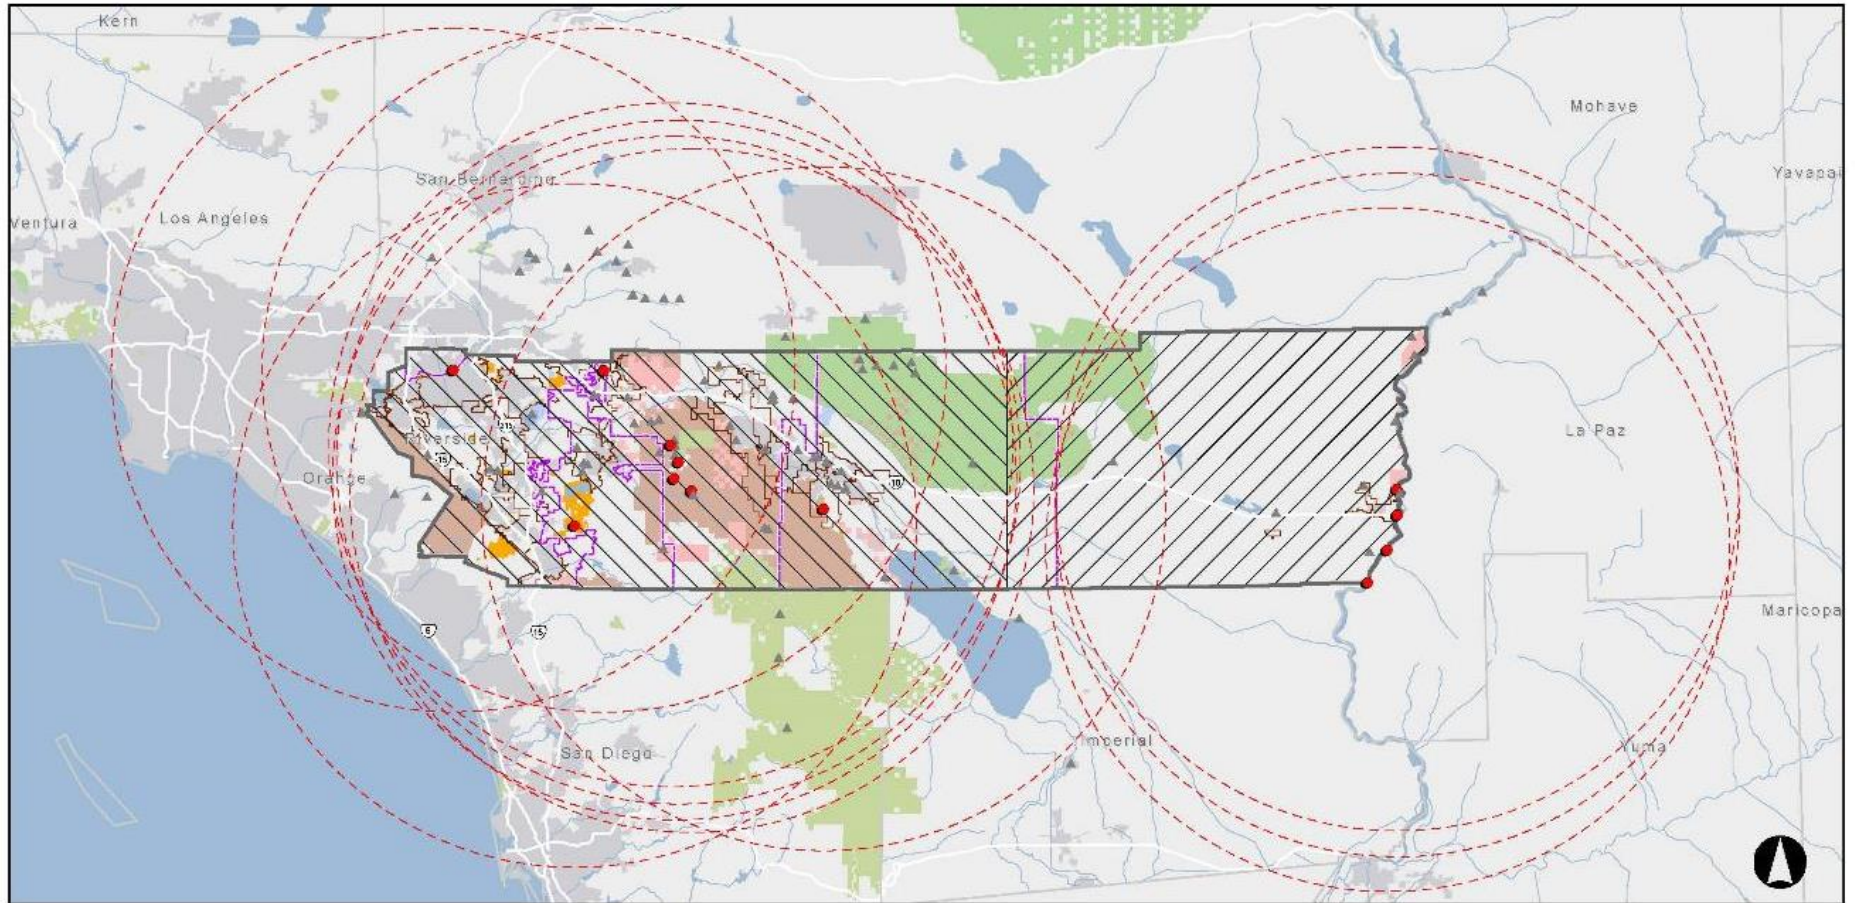 Kern
Mohave
San Bernardino
Yavapai
Ventura
Los Angeles
215
Riverside
La Paz
15
Orange
10
Maricopa
5
15
Imperial
Yuma
San Diego